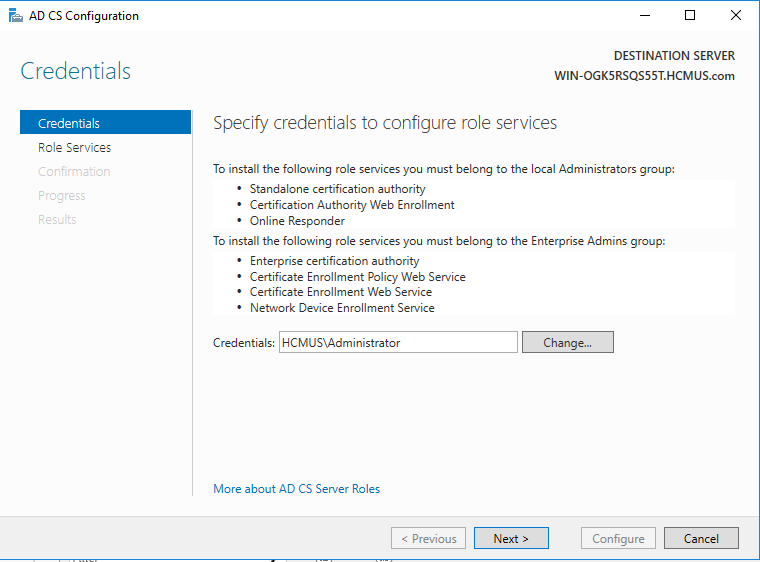 AD CS Configuration
Credentials
DESTINATION SERVER
WIN-OGK5RSQS55T.HCMUS.com
Credentials
Role Services
Confirmation
Progress
Results
Specify credentials to configure role services
To install the following role services you must belong to the local Administrators group:
• Standalone certification authority
• Certification Authority Web Enrollment
• Online Responder
To install the following role services you must belong to the Enterprise Admins group:
• Enterprise certification authority
• Certificate Enrollment Policy Web Service
• Certificate Enrollment Web Service
• Network Device Enrollment Service
Credentials: HCMUS\Administrator Change...
More about AD CS Server Roles
< Previous Next > Configure Cancel